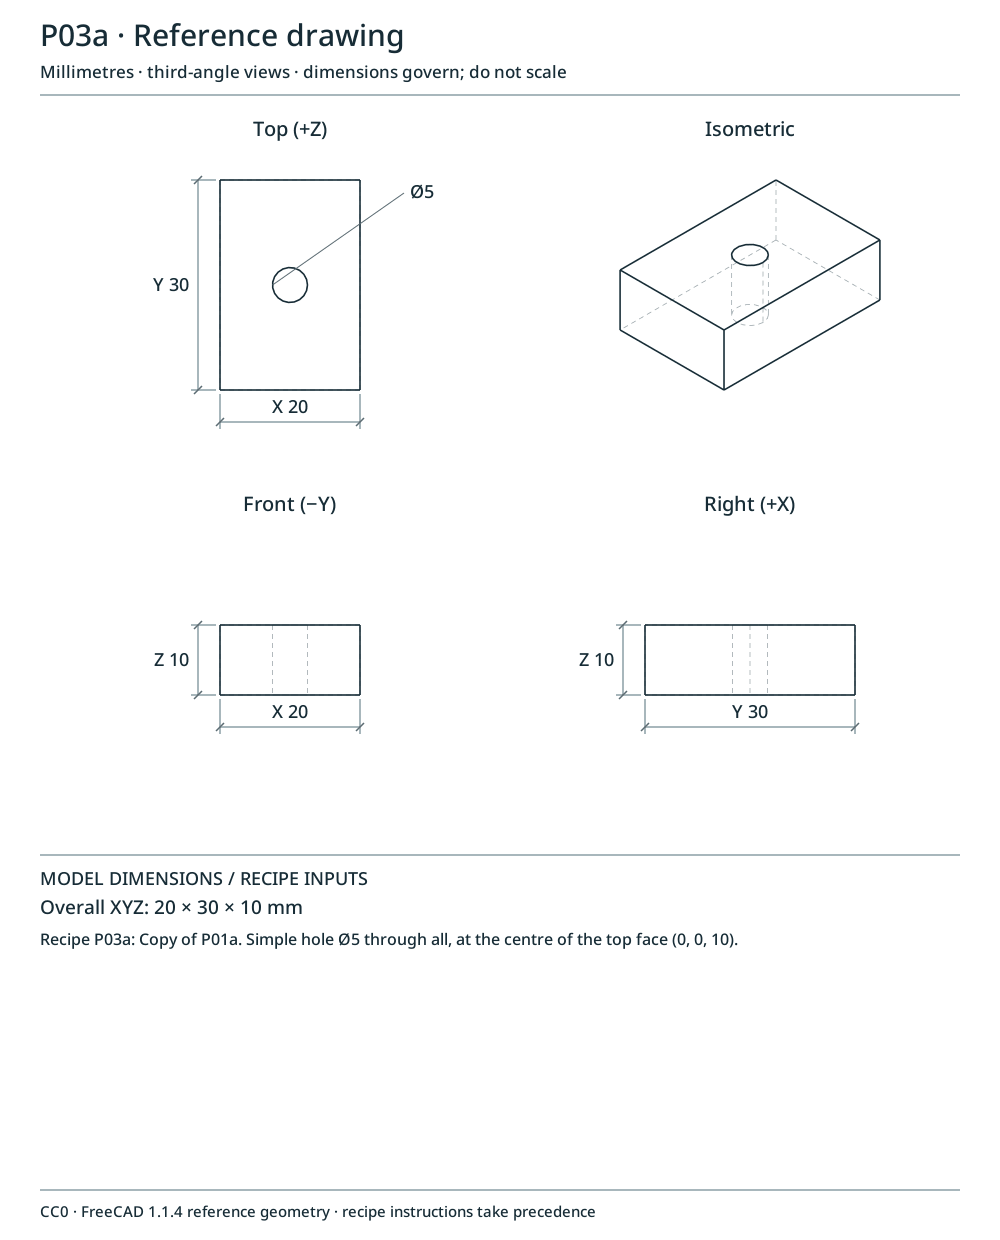 P03a · Reference drawing
Millimetres · third-angle views · dimensions govern; do not scale
Top (+Z)
Isometric
Ø5
Y 30
X 20
Front (−Y)
Right (+X)
Z 10
X 20
Z 10
Y 30
MODEL DIMENSIONS / RECIPE INPUTS
Overall XYZ: 20 × 30 × 10 mm
Recipe P03a: Copy of P01a. Simple hole Ø5 through all, at the centre of the top face (0, 0, 10).
CC0 · FreeCAD 1.1.4 reference geometry · recipe instructions take precedence